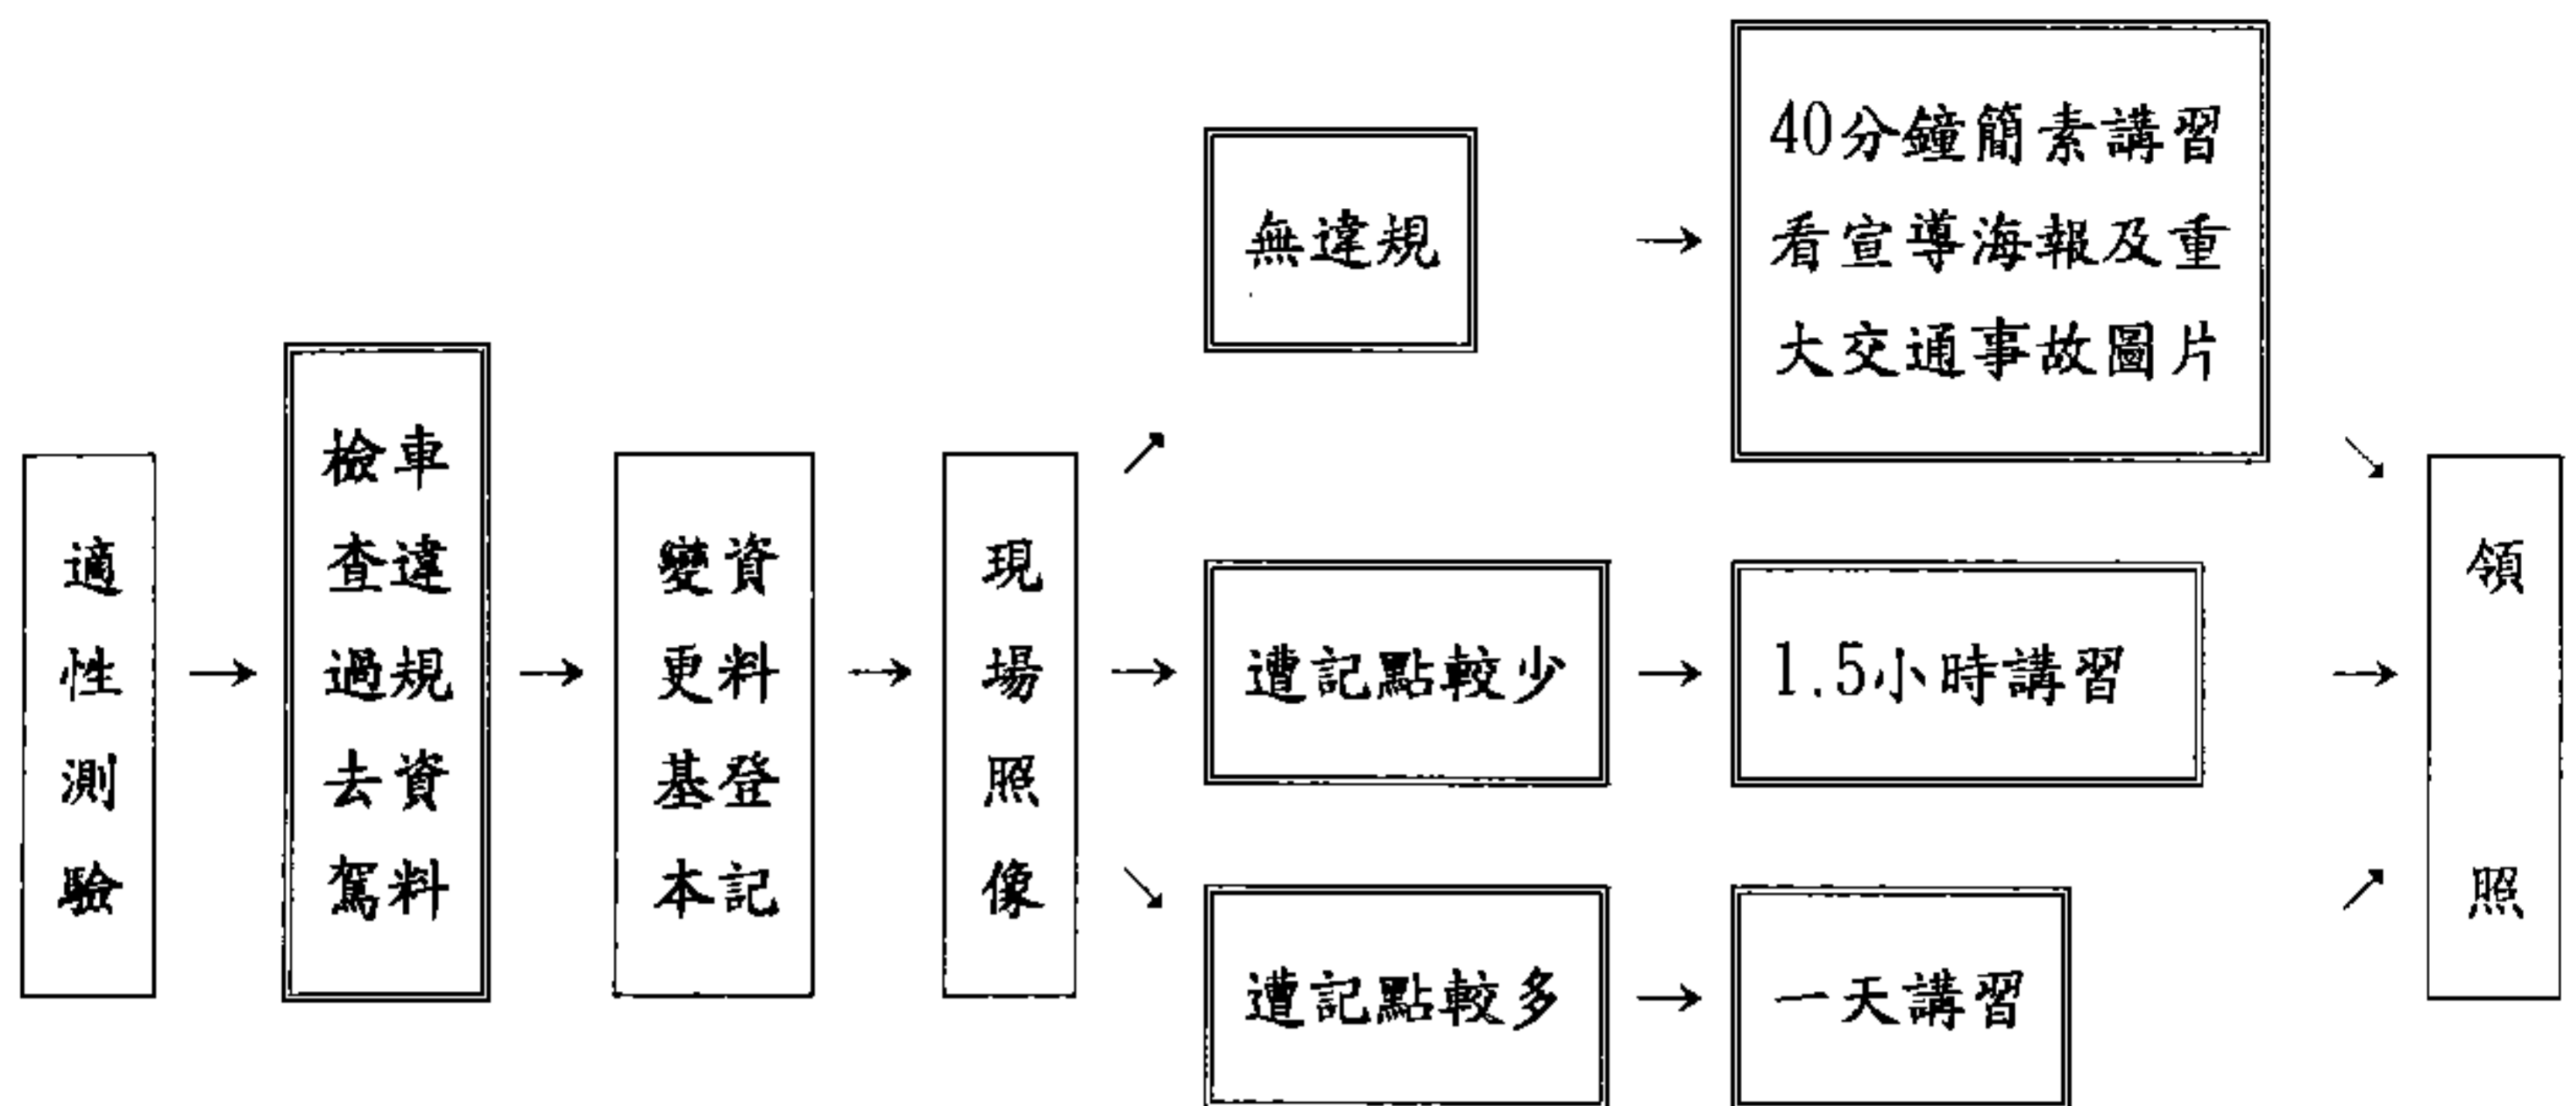 適性測驗
檢查過去駕
車違規資料
變更基本
資料登記
現場照像
無違規
40分鐘簡素講習
看宣導海報及重
大交通事故圖片
遭記點較少
1.5小時講習
遭記點較多
一天講習
領照